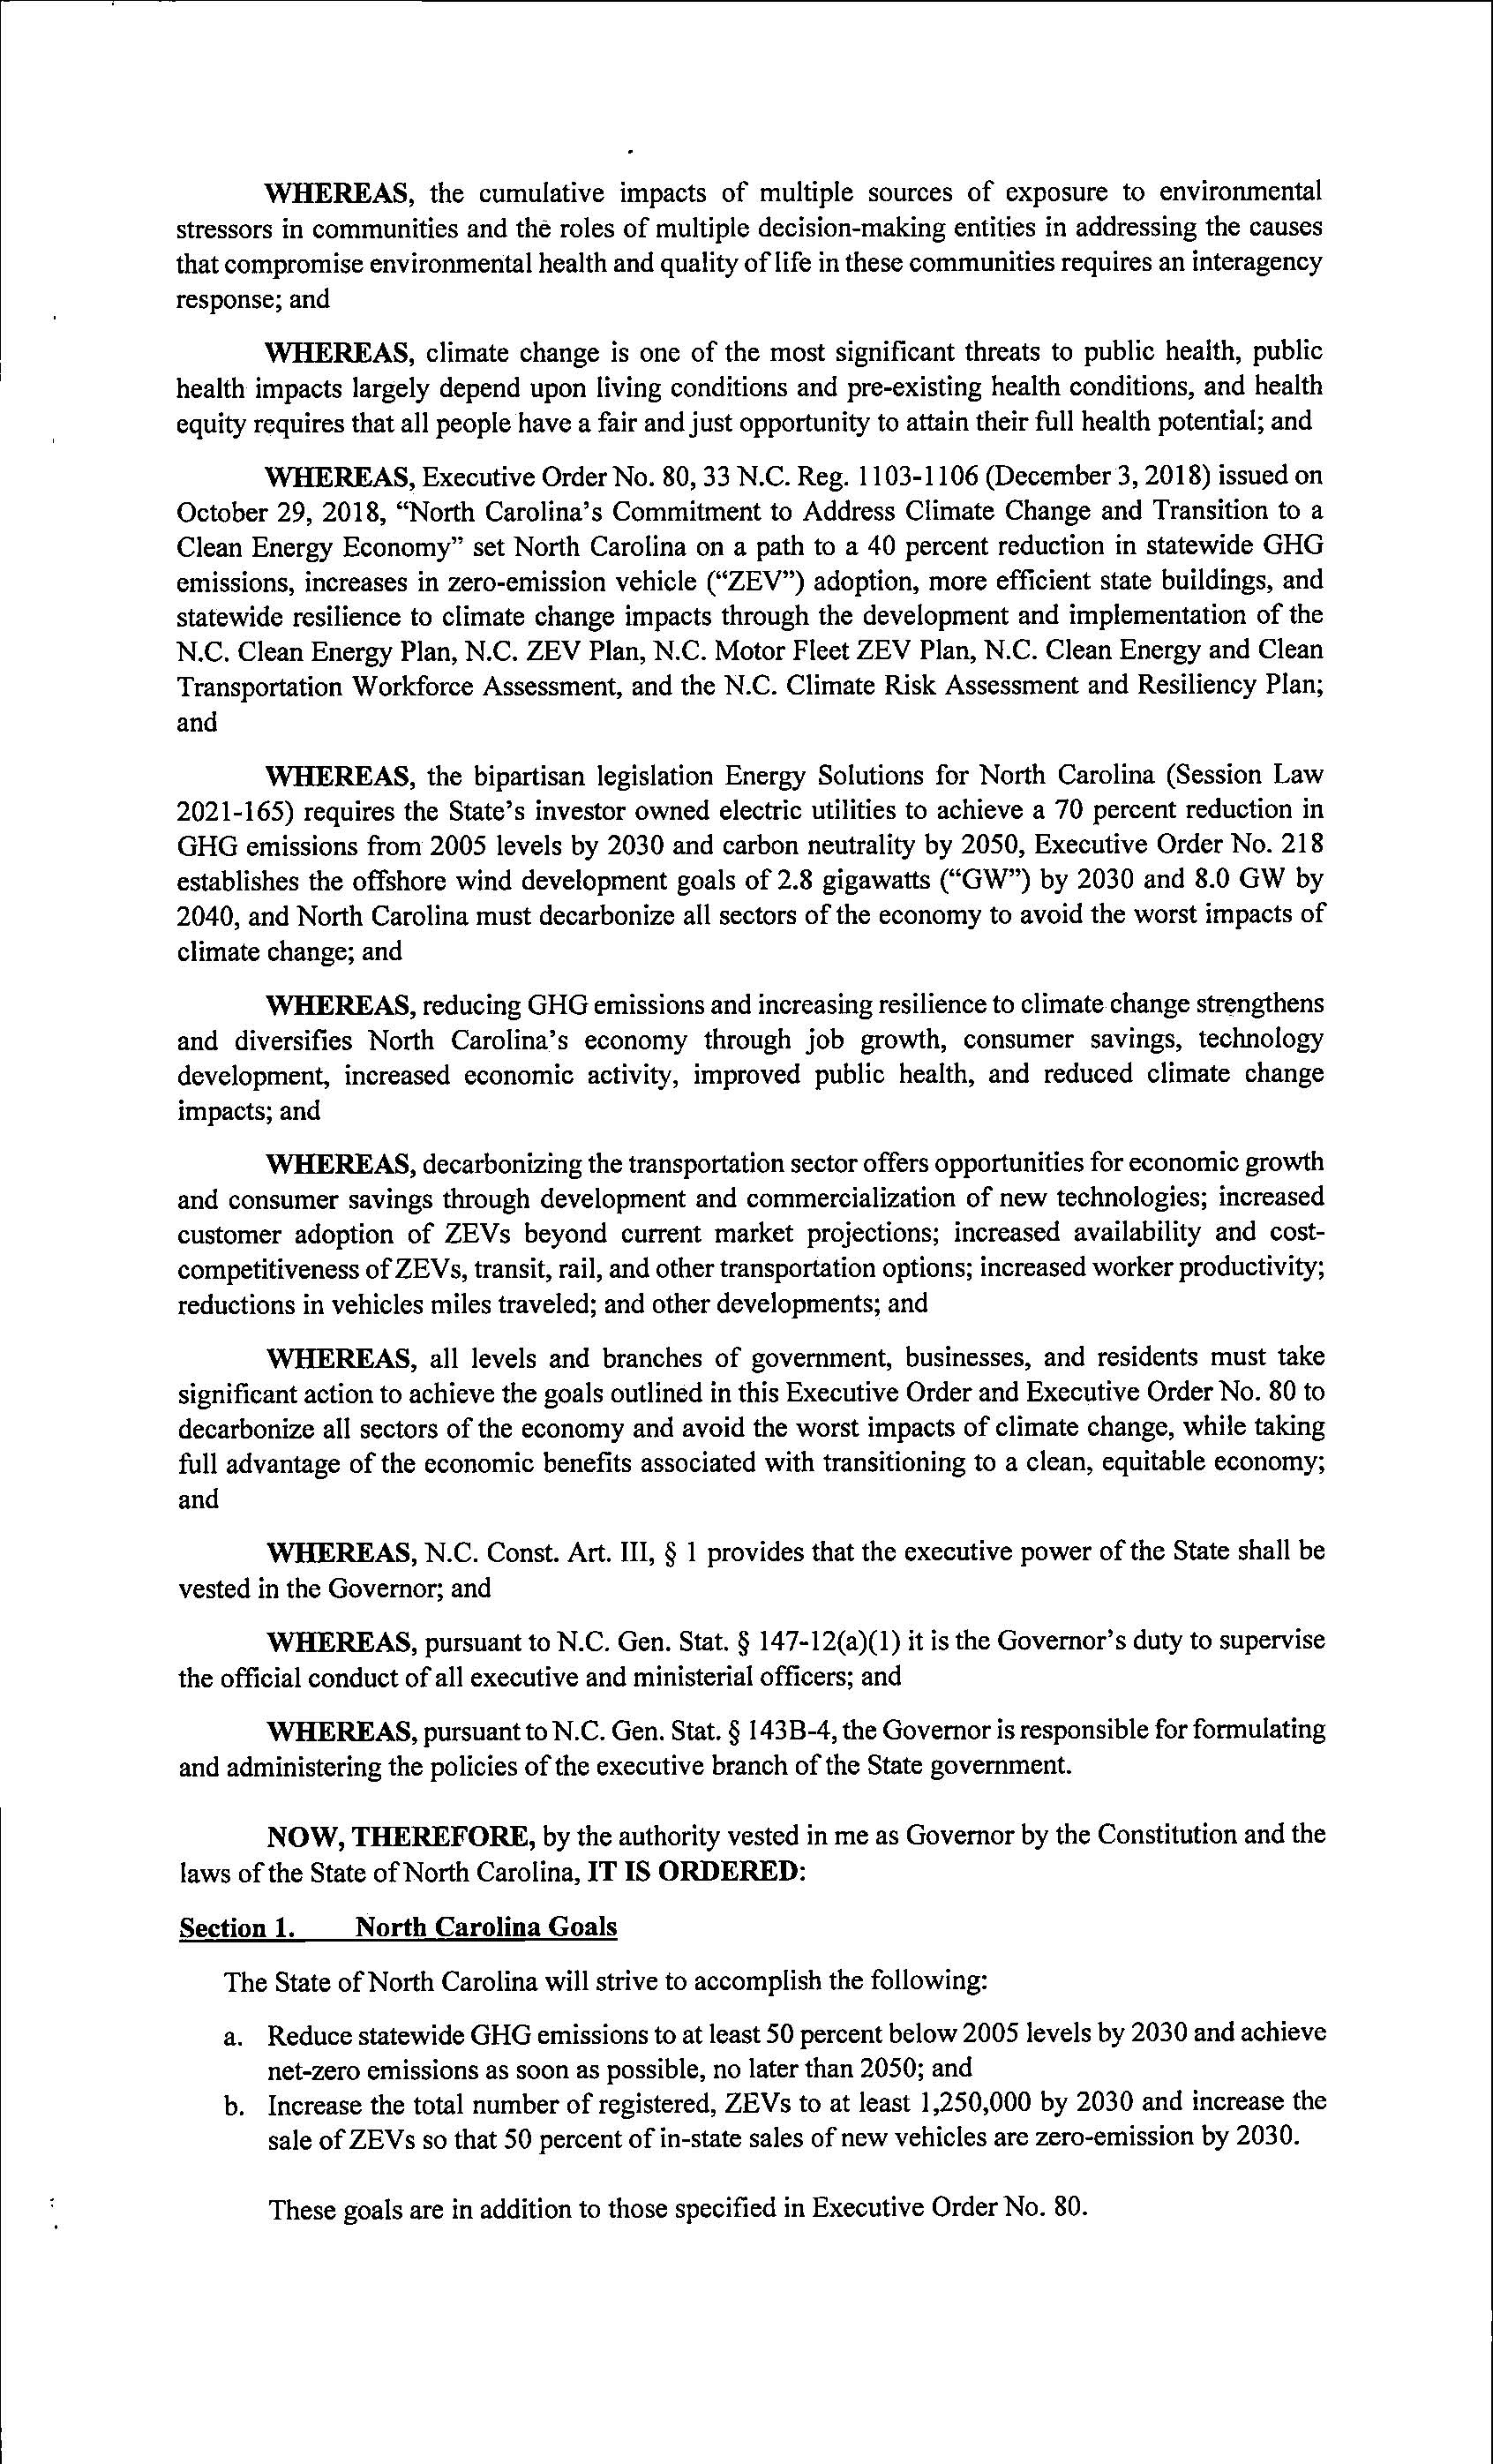 WHEREAS, the cumulative impacts of multiple sources of exposure to environmental
stressors in communities and the roles of multiple decision-making entities in addressing the causes
that compromise environmental health and quality of life in these communities requires an interagency
response; and
WHEREAS, climate change is one of the most significant threats to public health, public
health impacts largely depend upon living conditions and pre-existing health conditions, and health
equity requires that all people have a fair and just opportunity to attain their full health potential; and
WHEREAS, Executive Order No. 80, 33 N.C. Reg. 1103-1106 (December 3, 2018) issued on
October 29, 2018, “North Carolina’s Commitment to Address Climate Change and Transition to a
Clean Energy Economy” set North Carolina on a path to a 40 percent reduction in statewide GHG
emissions, increases in zero-emission vehicle (“ZEV”) adoption, more efficient state buildings, and
statewide resilience to climate change impacts through the development and implementation of the
N.C. Clean Energy Plan, N.C. ZEV Plan, N.C. Motor Fleet ZEV Plan, N.C. Clean Energy and Clean
Transportation Workforce Assessment, and the N.C. Climate Risk Assessment and Resiliency Plan;
and
WHEREAS, the bipartisan legislation Energy Solutions for North Carolina (Session Law
2021-165) requires the State’s investor owned electric utilities to achieve a 70 percent reduction in
GHG emissions from 2005 levels by 2030 and carbon neutrality by 2050, Executive Order No. 218
establishes the offshore wind development goals of 2.8 gigawatts (“GW”) by 2030 and 8.0 GW by
2040, and North Carolina must decarbonize all sectors of the economy to avoid the worst impacts of
climate change; and
WHEREAS, reducing GHG emissions and increasing resilience to climate change strengthens
and diversifies North Carolina’s economy through job growth, consumer savings, technology
development, increased economic activity, improved public health, and reduced climate change
impacts; and
WHEREAS, decarbonizing the transportation sector offers opportunities for economic growth
and consumer savings through development and commercialization of new technologies; increased
customer adoption of ZEVs beyond current market projections; increased availability and cost-
competitiveness of ZEVs, transit, rail, and other transportation options; increased worker productivity;
reductions in vehicles miles traveled; and other developments; and
WHEREAS, all levels and branches of government, businesses, and residents must take
significant action to achieve the goals outlined in this Executive Order and Executive Order No. 80 to
decarbonize all sectors of the economy and avoid the worst impacts of climate change, while taking
full advantage of the economic benefits associated with transitioning to a clean, equitable economy;
and
WHEREAS, N.C. Const. Art. III, § 1 provides that the executive power of the State shall be
vested in the Governor; and
WHEREAS, pursuant to N.C. Gen. Stat. § 147-12(a)(1) it is the Governor’s duty to supervise
the official conduct of all executive and ministerial officers; and
WHEREAS, pursuant to N.C. Gen. Stat. § 143B-4, the Governor is responsible for formulating
and administering the policies of the executive branch of the State government.
NOW, THEREFORE, by the authority vested in me as Governor by the Constitution and the
laws of the State of North Carolina, IT IS ORDERED:
Section 1. North Carolina Goals
The State of North Carolina will strive to accomplish the following:
a. Reduce statewide GHG emissions to at least 50 percent below 2005 levels by 2030 and achieve
net-zero emissions as soon as possible, no later than 2050; and
b. Increase the total number of registered, ZEVs to at least 1,250,000 by 2030 and increase the
sale of ZEVs so that 50 percent of in-state sales of new vehicles are zero-emission by 2030.
These goals are in addition to those specified in Executive Order No. 80.